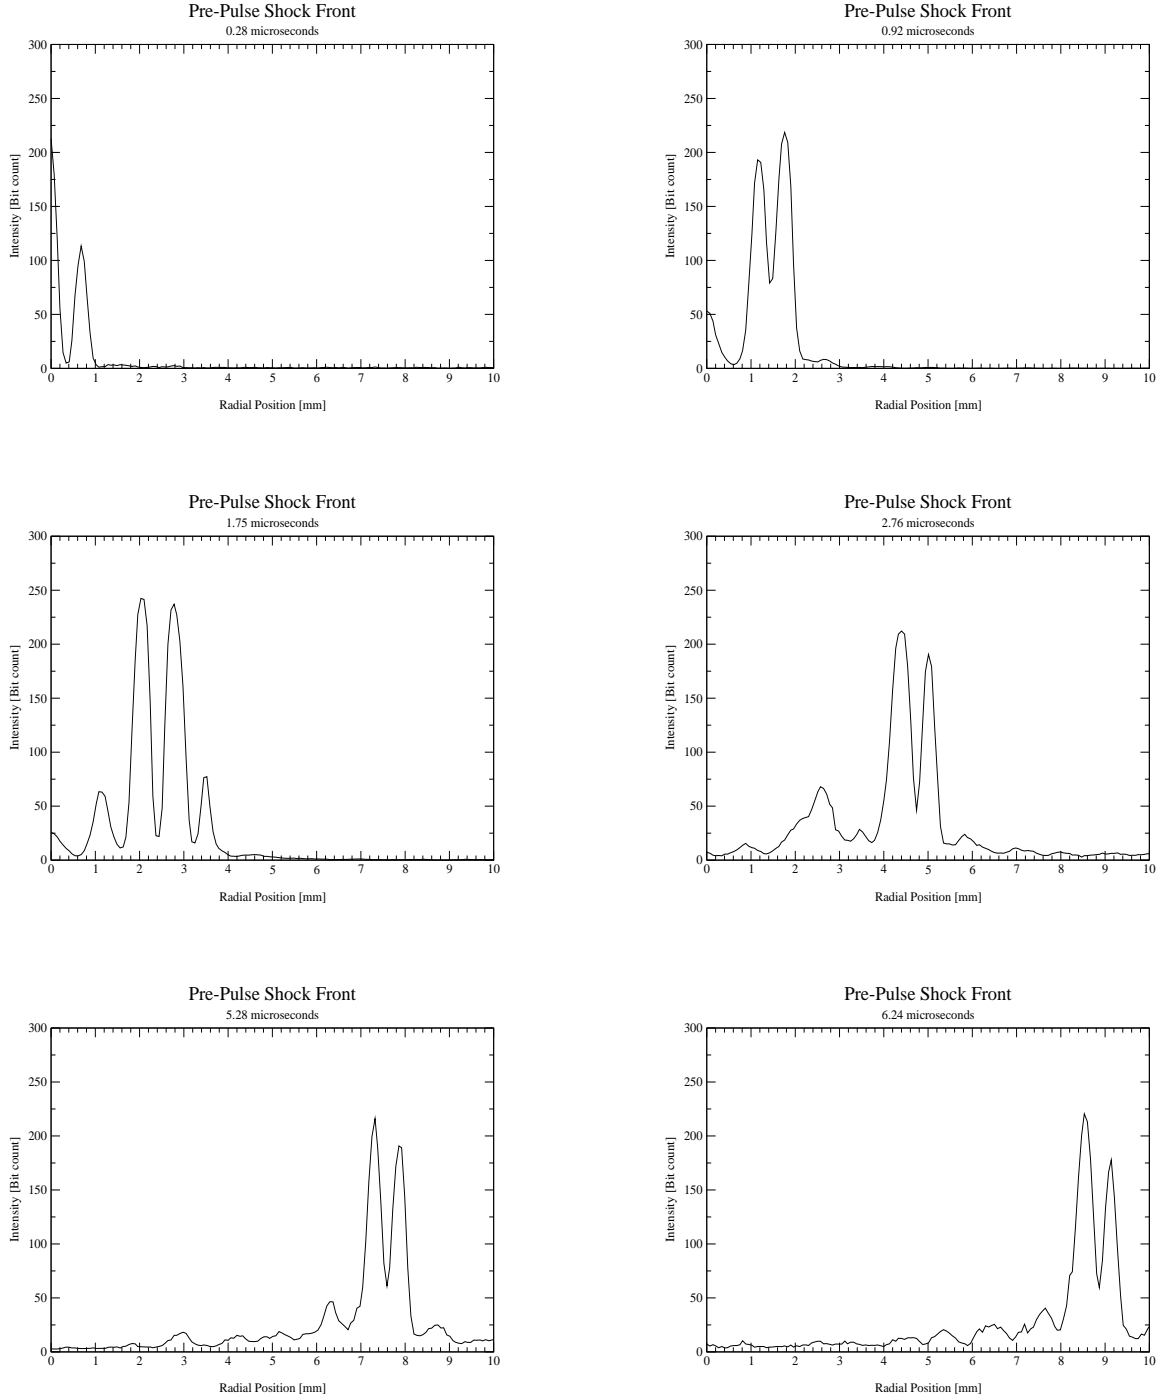 Pre-Pulse Shock Front
0.28 microseconds
300
250
200
150
100
50
0
Intensity [Bit count]
0 1 2 3 4 5 6 7 8 9 10
Radial Position [mm]
Pre-Pulse Shock Front
0.92 microseconds
300
250
200
150
100
50
0
Intensity [Bit count]
0 1 2 3 4 5 6 7 8 9 10
Radial Position [mm]
Pre-Pulse Shock Front
1.75 microseconds
300
250
200
150
100
50
0
Intensity [Bit count]
0 1 2 3 4 5 6 7 8 9 10
Radial Position [mm]
Pre-Pulse Shock Front
2.76 microseconds
300
250
200
150
100
50
0
Intensity [Bit count]
0 1 2 3 4 5 6 7 8 9 10
Radial Position [mm]
Pre-Pulse Shock Front
5.28 microseconds
300
250
200
150
100
50
0
Intensity [Bit count]
0 1 2 3 4 5 6 7 8 9 10
Radial Position [mm]
Pre-Pulse Shock Front
6.24 microseconds
300
250
200
150
100
50
0
Intensity [Bit count]
0 1 2 3 4 5 6 7 8 9 10
Radial Position [mm]